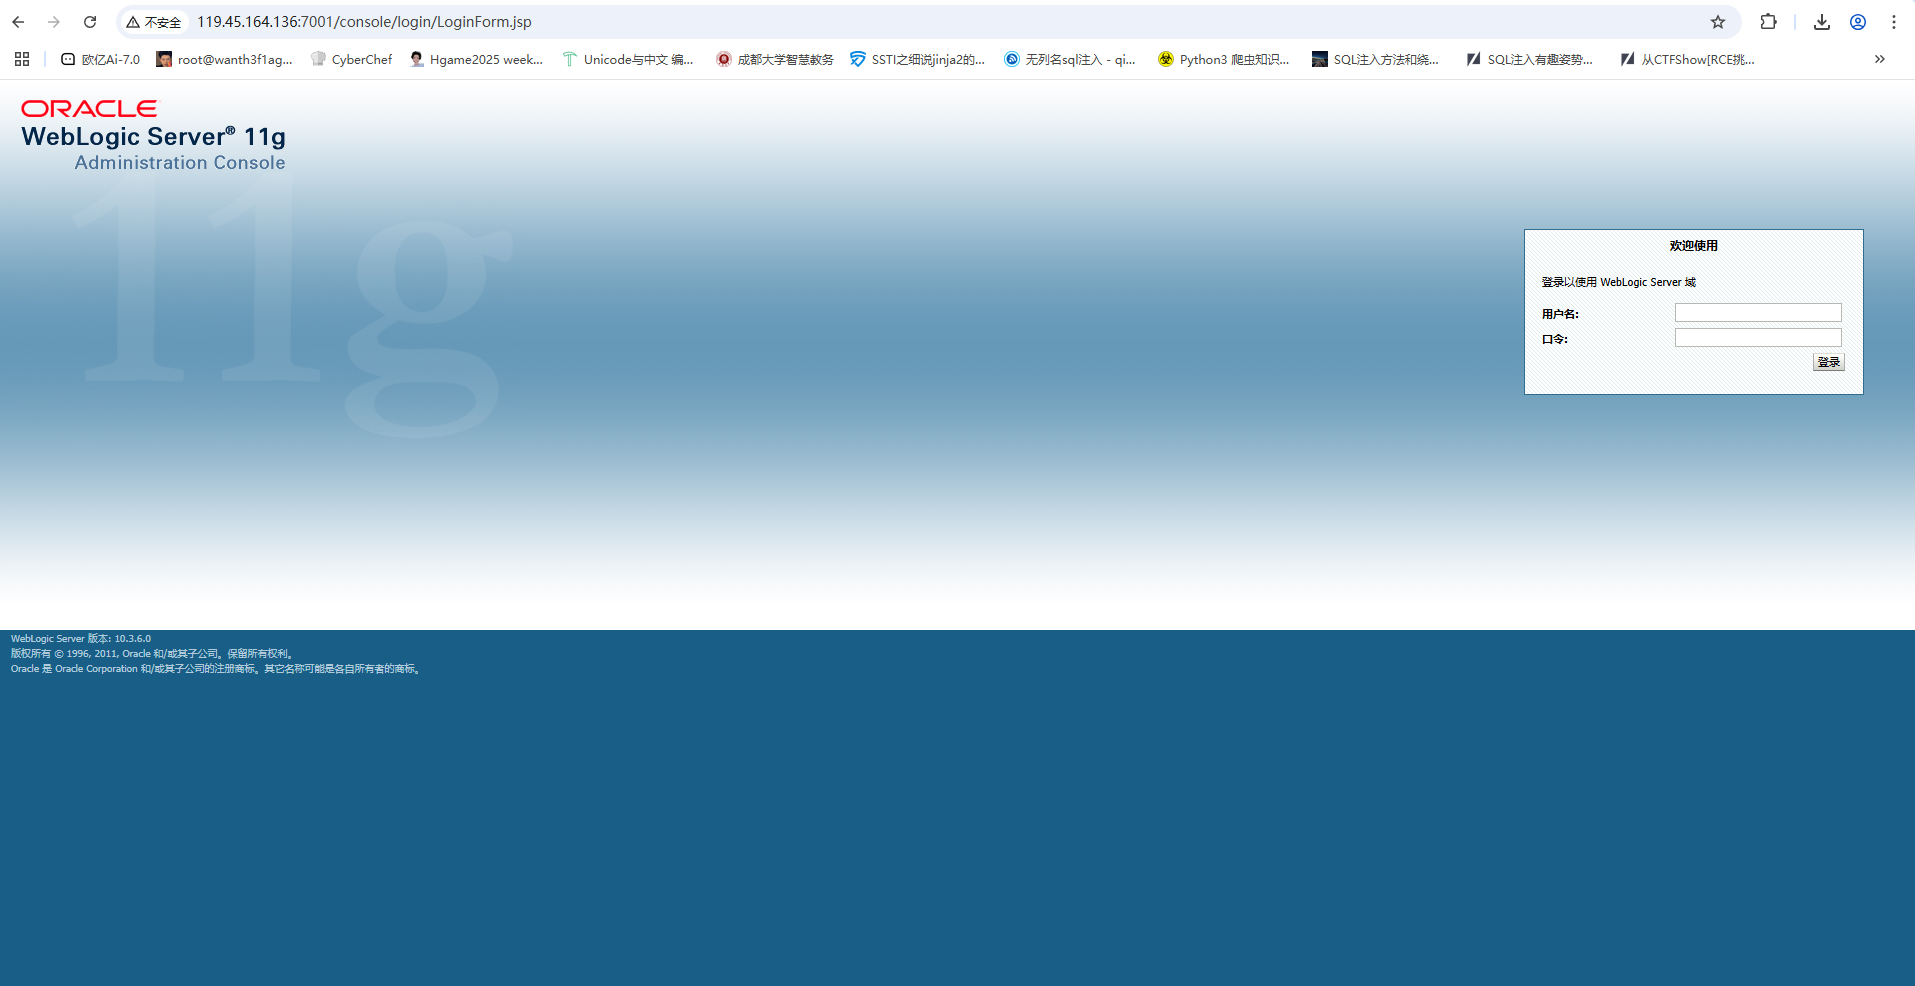 不安全 119.45.164.136:7001/console/login/LoginForm.jsp
欧亿Ai-7.0 root@wanth3f1ag... CyberChef Hgame2025 week... Unicode与中文 编... 成都大学智慧教务 SSTI之细说jinja2的... 无列名sql注入 - qi... Python3 爬虫知识... SQL注入方法和绕... SQL注入有趣姿势... 从CTFShow[RCE挑... »
ORACLE
WebLogic Server® 11g
Administration Console
11g
欢迎使用
登录以使用 WebLogic Server 域
用户名:
口令:
登录
WebLogic Server 版本: 10.3.6.0
版权所有 © 1996, 2011, Oracle 和/或其子公司。保留所有权利。
Oracle 是 Oracle Corporation 和/或其子公司的注册商标。其它名称可能是各自所有者的商标。